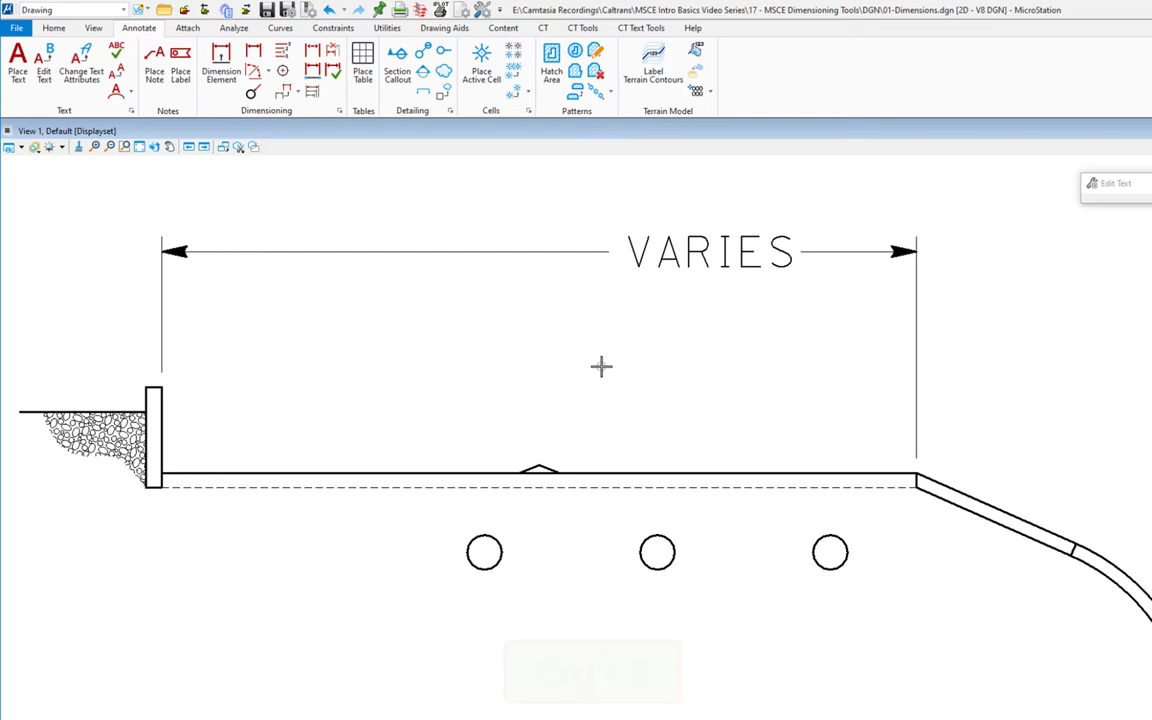 Drawing
E:\Camtasia Recordings\Caltrans\MSCE Intro Basics Video Series\17 - MSCE Dimensioning Tools\DGN\01-Dimensions.dgn [2D - V8 DGN] - MicroStation
File Home View Annotate Attach Analyze Curves Constraints Utilities Drawing Aids Content CT CT Tools CT Text Tools Help
Place Text
Edit Text
Change Text Attributes
Place Note
Place Label
Dimension Element
Place Table
Section Callout
Place Active Cell
Hatch Area
Label Terrain Contours
Text Notes Dimensioning Tables Detailing Cells Patterns Terrain Model
View 1, Default [Displayset]
Edit Text
VARIES